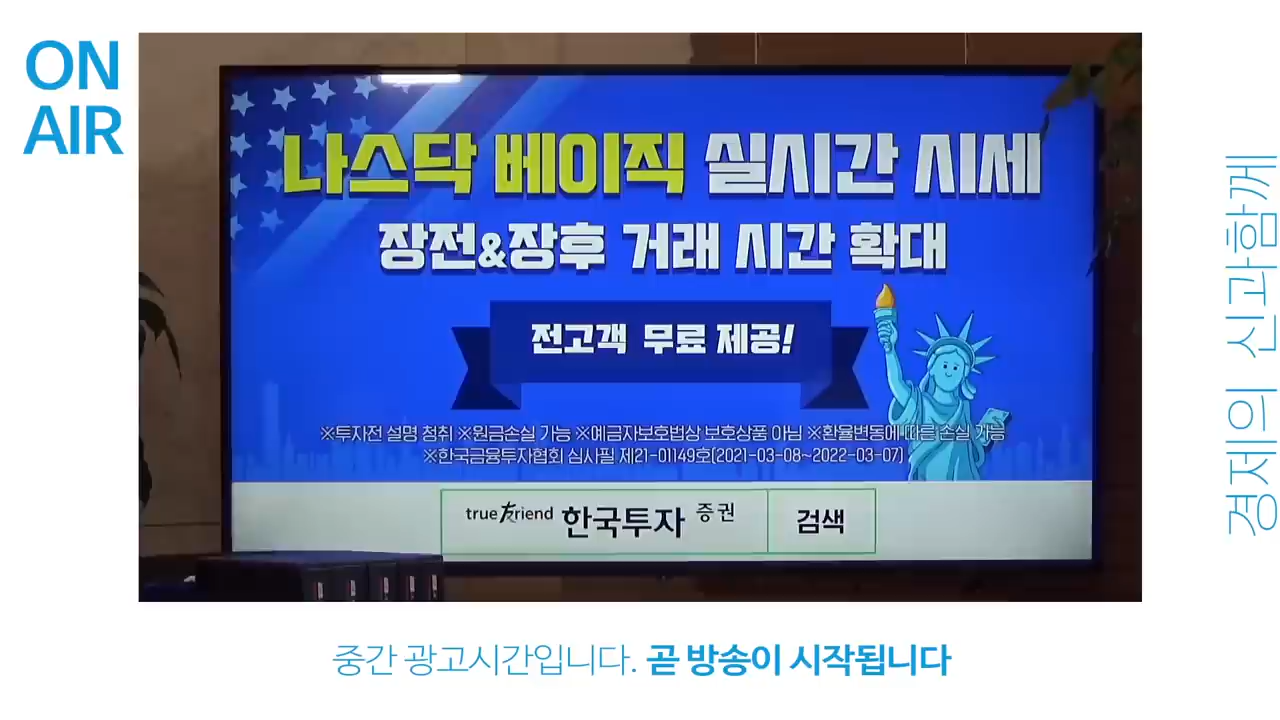 ON
AIR
나스닥 베이직 실시간 시세
장전&장후 거래 시간 확대
전고객 무료 제공!
※투자전 설명 청취 ※원금손실 가능 ※예금자보호법상 보호상품 아님 ※환율변동에 따른 손실 가능
※한국금융투자협회 심사필 제21-01149호(2021-03-08~2022-03-07)
true Friend 한국투자 증권 검색
경제의 신과함께
중간 광고시간입니다. 곧 방송이 시작됩니다